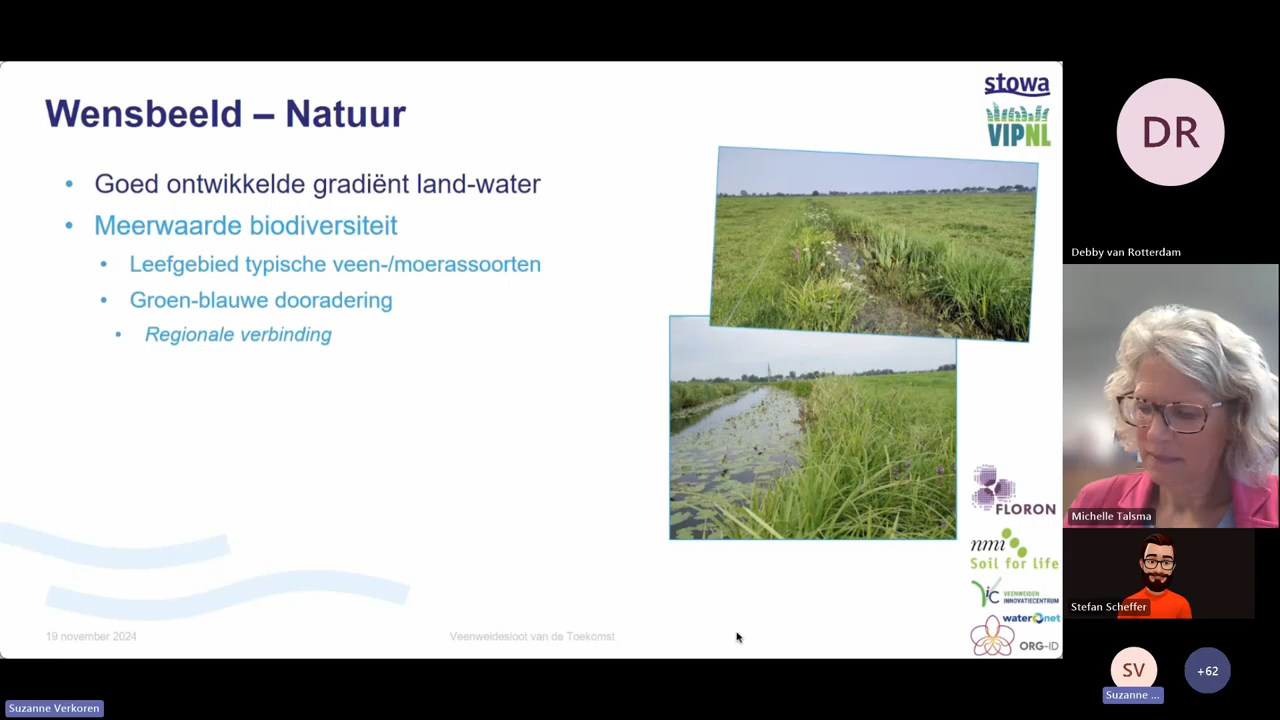 Wensbeeld – Natuur
• Goed ontwikkelde gradiënt land-water
• Meerwaarde biodiversiteit
• Leefgebied typische veen-/moerassoorten
• Groen-blauwe dooradering
• Regionale verbinding
stowa
VIPNL
FLORON
nmi
Soil for life
VIC VEENWEIDEN
INNOVATIECENTRUM
waternet
ORG-ID
19 november 2024
Veenweidesloot van de Toekomst
DR
Debby van Rotterdam
Michelle Talsma
Stefan Scheffer
SV
Suzanne ...
+62
Suzanne Verkoren